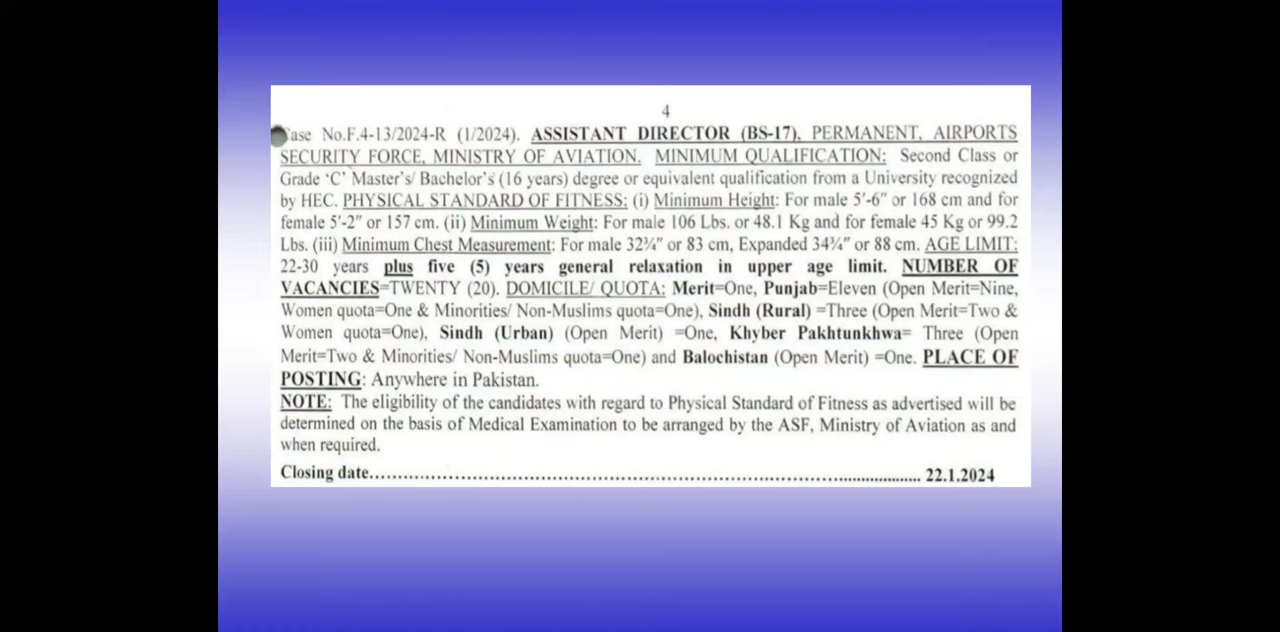 4
Case No.F.4-13/2024-R (1/2024). ASSISTANT DIRECTOR (BS-17), PERMANENT, AIRPORTS
SECURITY FORCE, MINISTRY OF AVIATION. MINIMUM QUALIFICATION: Second Class or
Grade ‘C’ Master's/ Bachelor's (16 years) degree or equivalent qualification from a University recognized
by HEC. PHYSICAL STANDARD OF FITNESS: (i) Minimum Height: For male 5'-6" or 168 cm and for
female 5'-2" or 157 cm. (ii) Minimum Weight: For male 106 Lbs. or 48.1 Kg and for female 45 Kg or 99.2
Lbs. (iii) Minimum Chest Measurement: For male 32¾" or 83 cm, Expanded 34¾" or 88 cm. AGE LIMIT:
22-30 years plus five (5) years general relaxation in upper age limit. NUMBER OF
VACANCIES=TWENTY (20). DOMICILE/ QUOTA: Merit=One, Punjab=Eleven (Open Merit=Nine,
Women quota=One & Minorities/ Non-Muslims quota=One), Sindh (Rural) =Three (Open Merit=Two &
Women quota=One), Sindh (Urban) (Open Merit) =One, Khyber Pakhtunkhwa= Three (Open
Merit=Two & Minorities/ Non-Muslims quota=One) and Balochistan (Open Merit) =One. PLACE OF
POSTING: Anywhere in Pakistan.
NOTE: The eligibility of the candidates with regard to Physical Standard of Fitness as advertised will be
determined on the basis of Medical Examination to be arranged by the ASF, Ministry of Aviation as and
when required.
Closing date.......................................................................................................... 22.1.2024